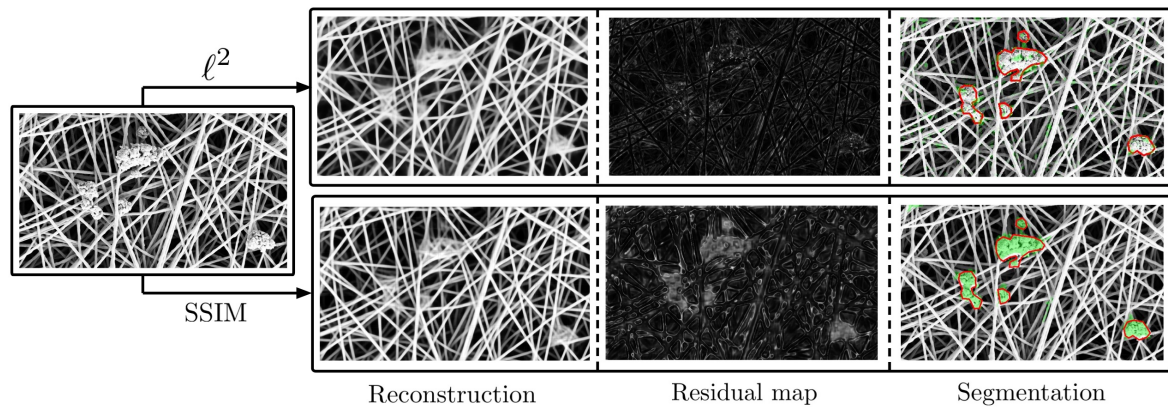 ℓ²
SSIM
Reconstruction
Residual map
Segmentation